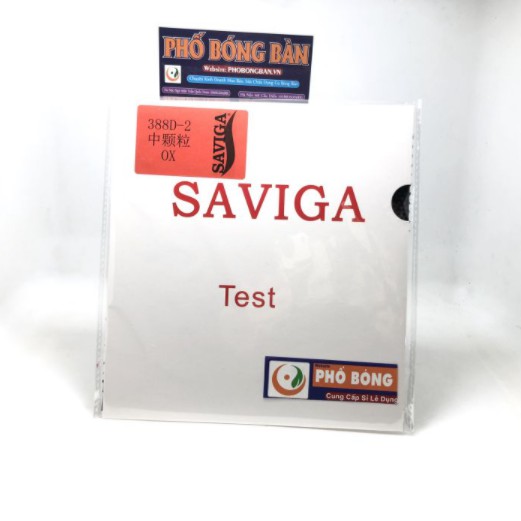 PHỐ BÓNG BÀN
Website: PHOBONGBAN.VN
388D-2
中颗粒
OX
SAVIGA
SAVIGA
Test
PHỐ BÓNG
Cung Cấp Sỉ Lẻ Dụng